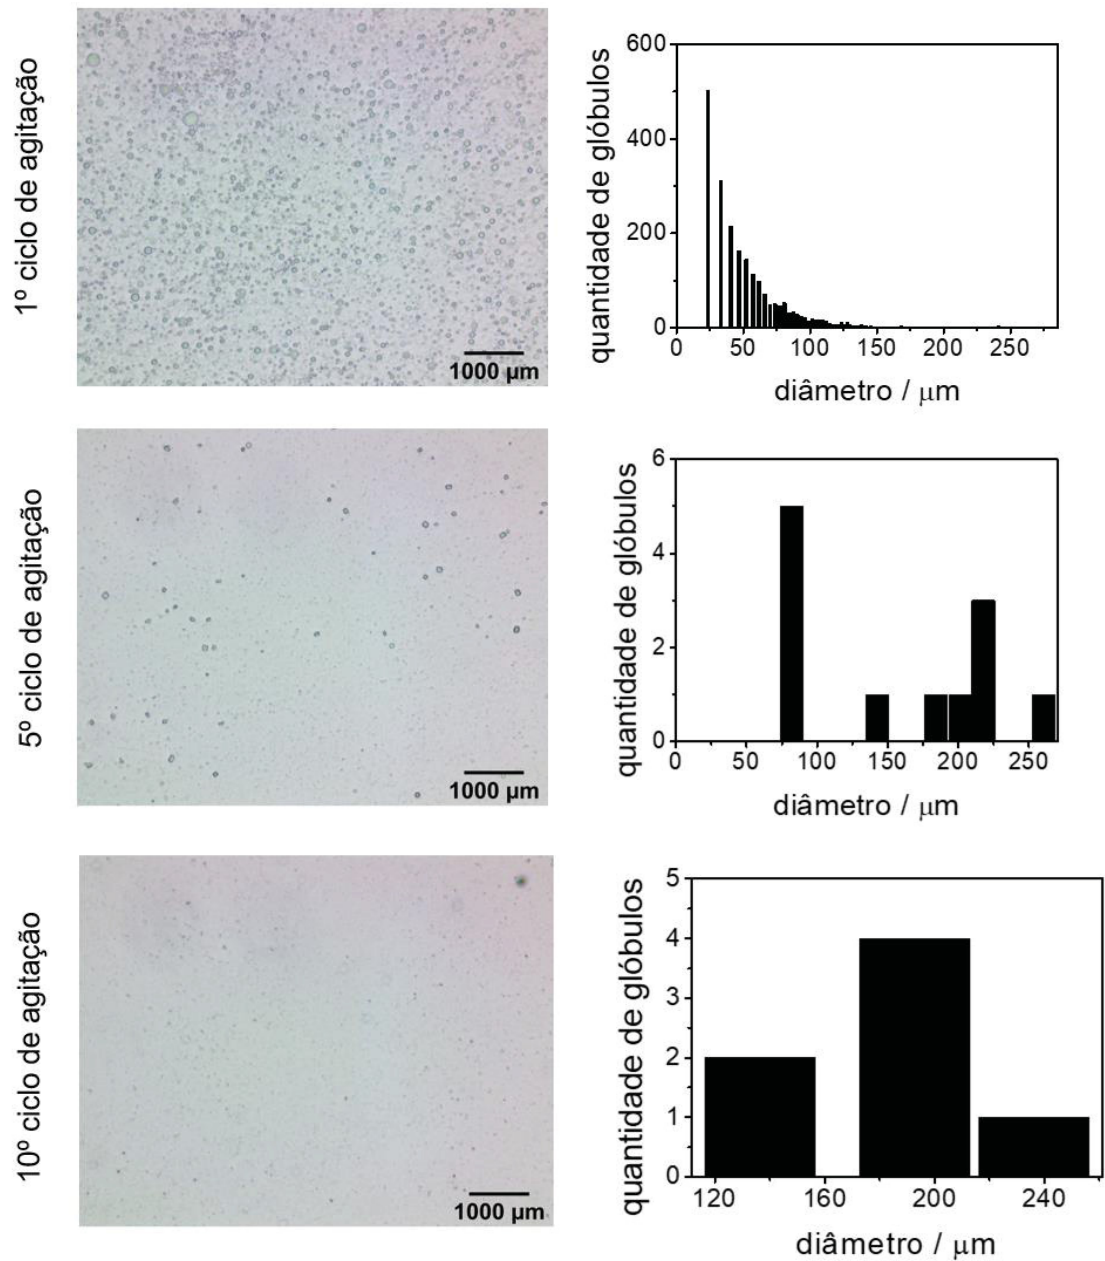 1º ciclo de agitação
1000 µm
quantidade de glóbulos
600
400
200
0
0 50 100 150 200 250
diâmetro / µm
5º ciclo de agitação
1000 µm
quantidade de glóbulos
6
4
2
0
0 50 100 150 200 250
diâmetro / µm
10º ciclo de agitação
1000 µm
quantidade de glóbulos
5
4
3
2
1
0
120 160 200 240
diâmetro / µm